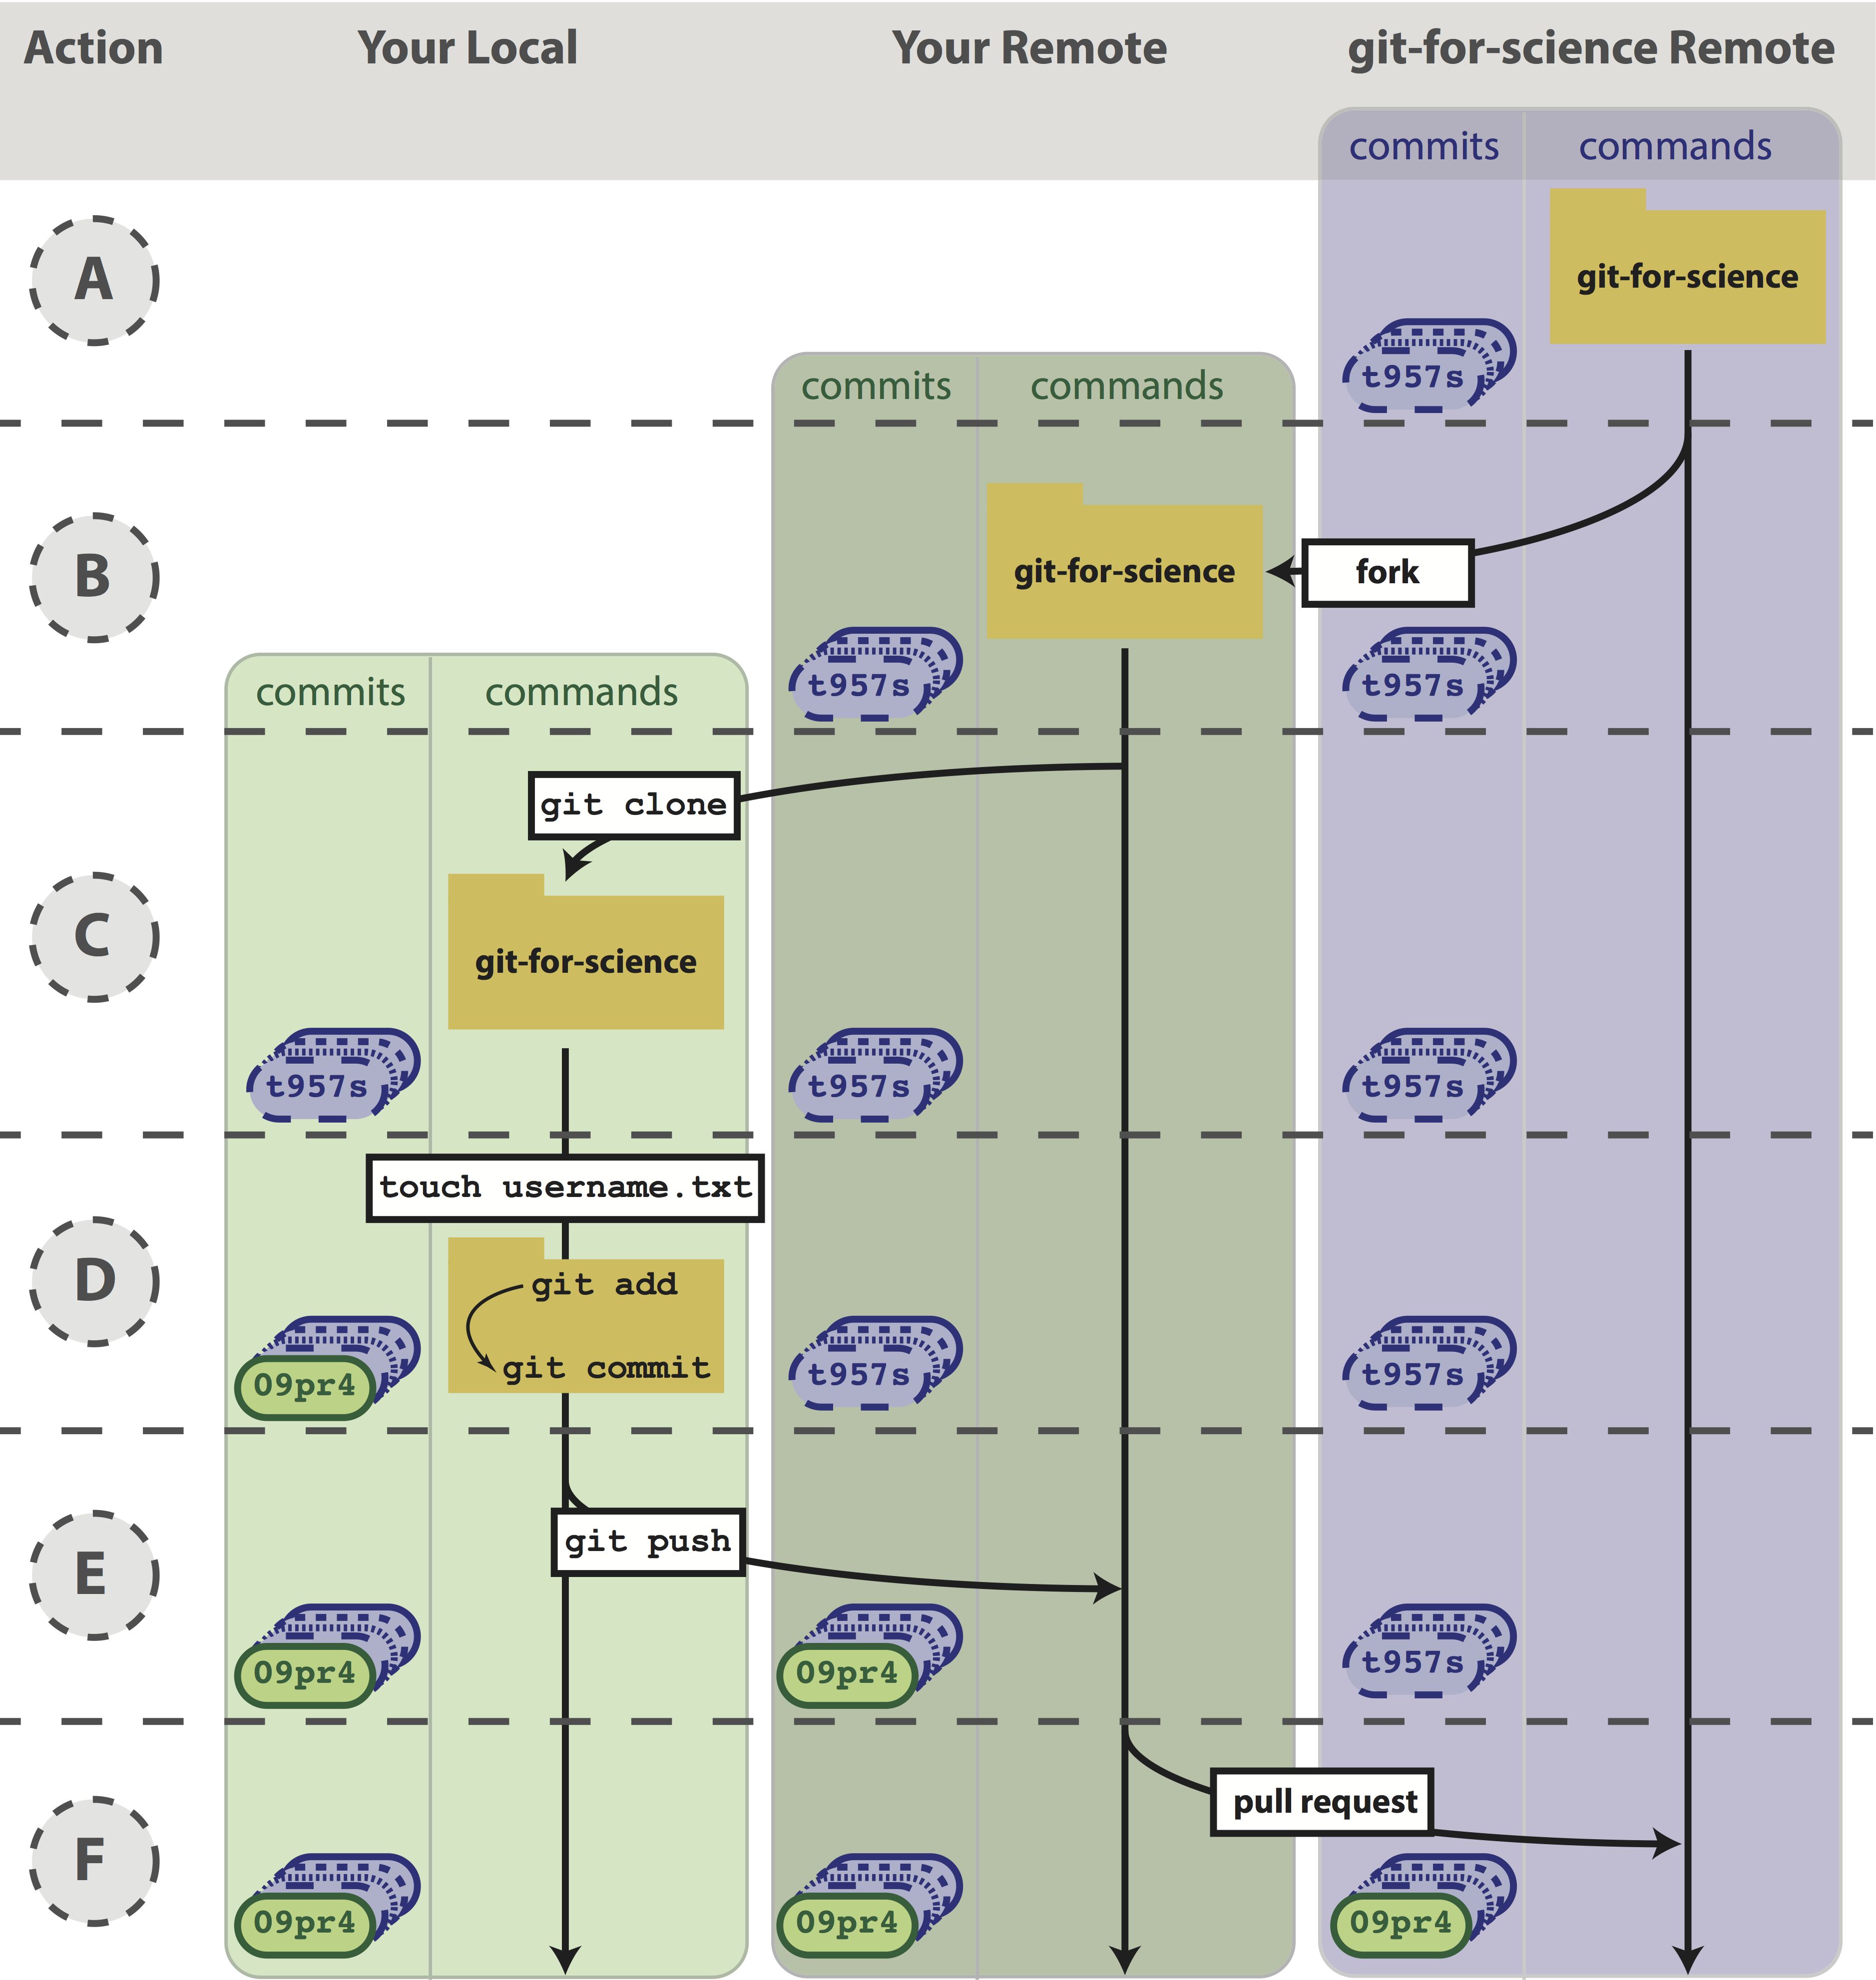 Action
Your Local
Your Remote
git-for-science Remote
commits
commands
A
git-for-science
t957s
commits
commands
B
git-for-science
fork
t957s
t957s
commits
commands
git clone
C
git-for-science
t957s
t957s
t957s
touch username.txt
D
git add
git commit
09pr4
t957s
t957s
E
git push
09pr4
09pr4
t957s
pull request
F
09pr4
09pr4
09pr4